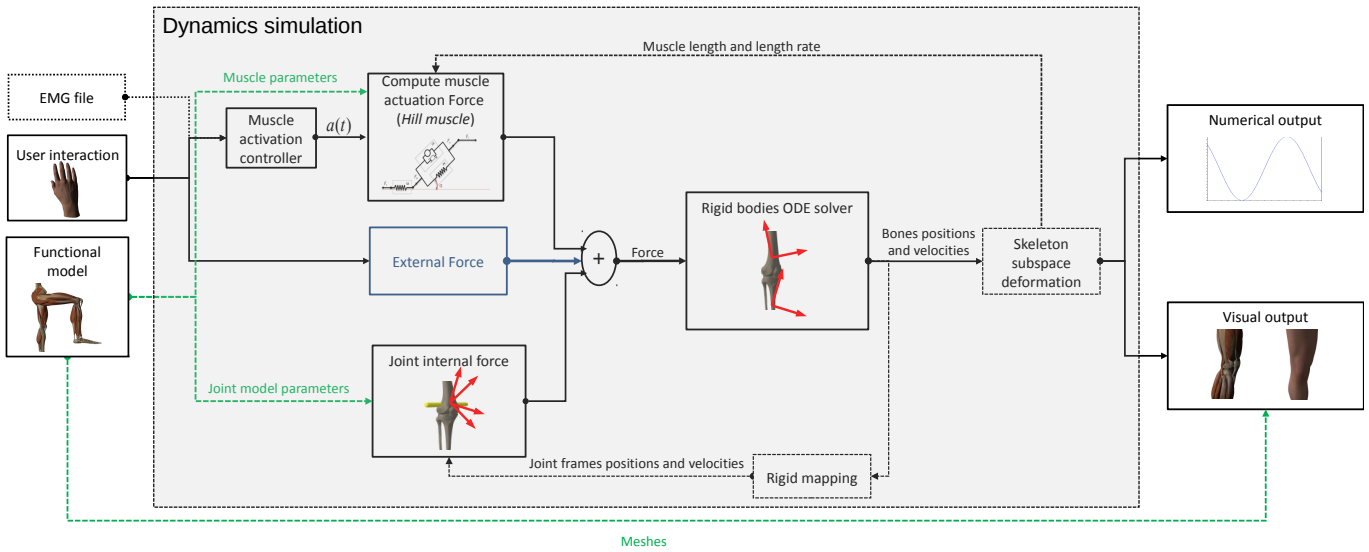 Dynamics simulation
Muscle length and length rate
Muscle parameters
EMG file
Compute muscle
actuation Force
(Hill muscle)
Muscle
activation
controller
a(t)
User interaction
Numerical output
Rigid bodies ODE solver
Functional
model
External Force
+
Force
Bones positions
and velocities
Skeleton
subspace
deformation
Visual output
Joint internal force
Joint model parameters
Joint frames positions and velocities
Rigid mapping
Meshes